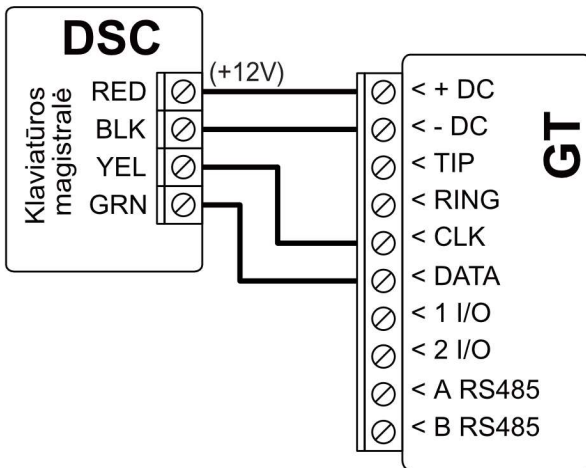 DSC
Klaviatūros
magistralė
RED
BLK
YEL
GRN
(+12V)
< + DC
< - DC
< TIP
< RING
< CLK
< DATA
< 1 I/O
< 2 I/O
< A RS485
< B RS485
GT